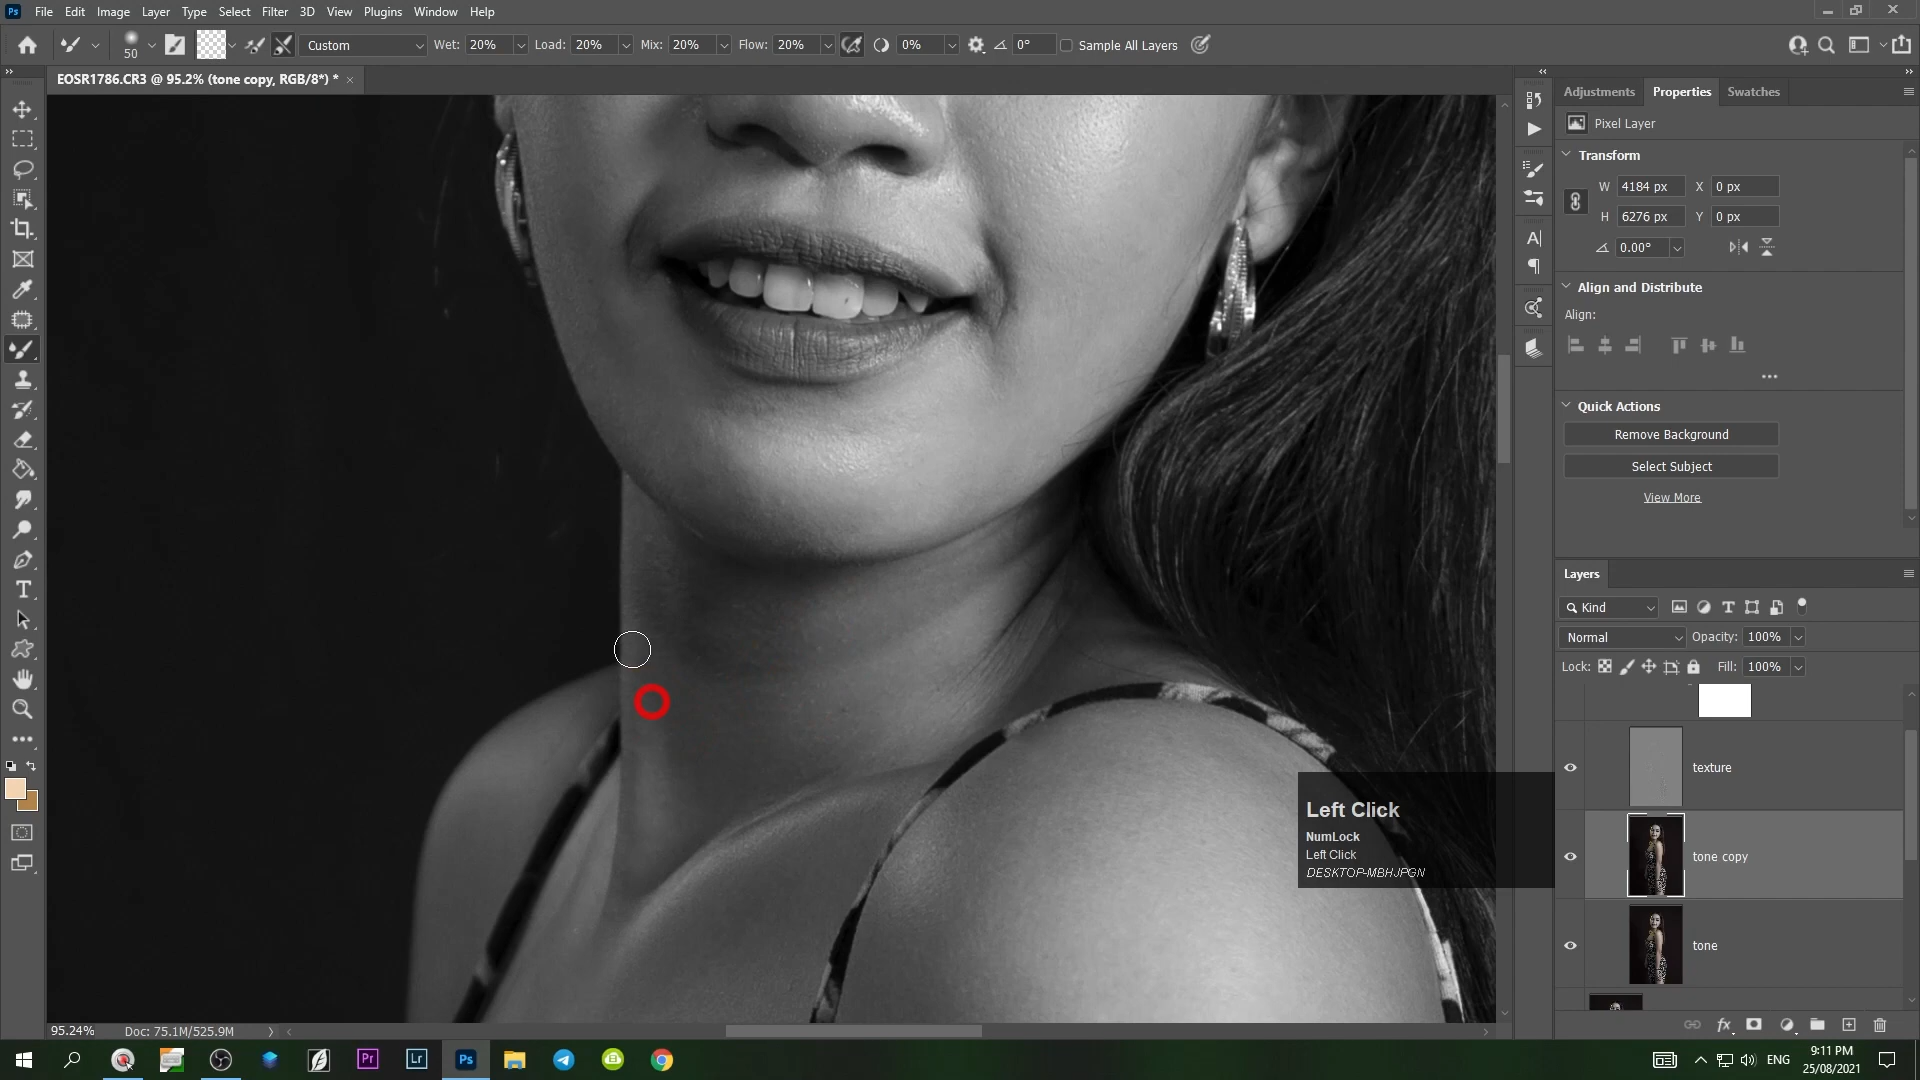 Ps File Edit Image Layer Type Select Filter 3D View Plugins Window Help
50 Custom Wet: 20% Load: 20% Mix: 20% Flow: 20% 0% 0° Sample All Layers
EOSR1786.CR3 @ 95.2% (tone copy, RGB/8*) * ×
Adjustments Properties Swatches
Pixel Layer
Transform
W 4184 px X 0 px
H 6276 px Y 0 px
0.00°
Align and Distribute
Align:
Quick Actions
Remove Background
Select Subject
View More
Layers
Kind
Normal Opacity: 100%
Lock: Fill: 100%
texture
tone copy
tone
Left Click
NumLock
Left Click
DESKTOP-MBHJPGN
95.24% Doc: 75.1M/525.9M
Pr Lr Ps
ENG
9:11 PM
25/08/2021